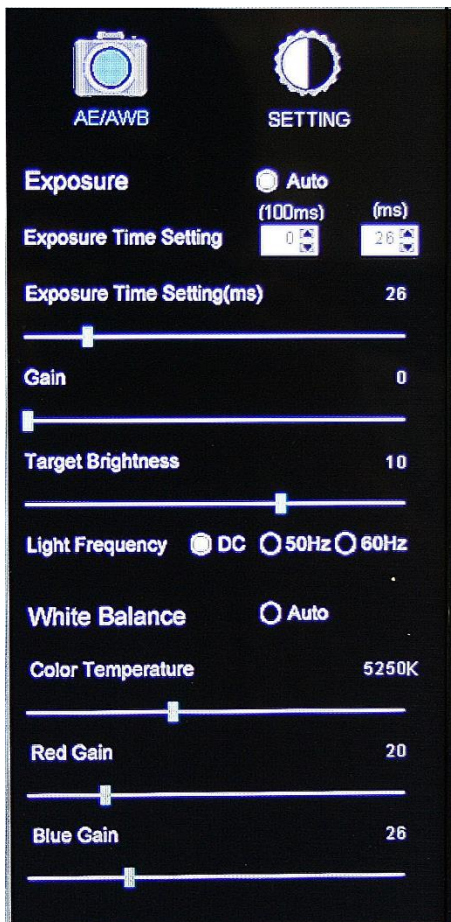 AE/AWB SETTING
Exposure Auto
(100ms) (ms)
Exposure Time Setting 0 26
Exposure Time Setting(ms) 26
Gain 0
Target Brightness 10
Light Frequency DC 50Hz 60Hz
White Balance Auto
Color Temperature 5250K
Red Gain 20
Blue Gain 26